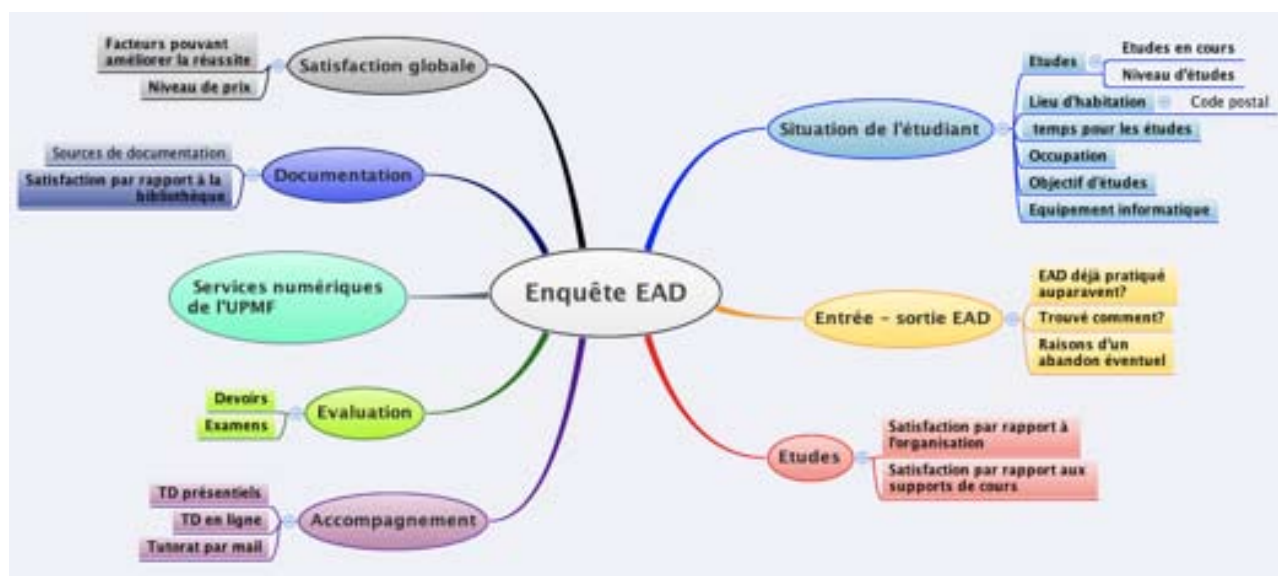 Facteurs pouvant
améliorer la réussite
Niveau de prix
Satisfaction globale
Sources de documentation
Satisfaction par rapport à la
bibliothèque
Documentation
Services numériques
de l'UPMF
Devoirs
Examens
Evaluation
TD présentiels
TD en ligne
Tutorat par mail
Accompagnement
Enquête EAD
Situation de l'étudiant
Etudes
Etudes en cours
Niveau d'études
Lieu d'habitation
Code postal
temps pour les études
Occupation
Objectif d'études
Equipement informatique
Entrée - sortie EAD
EAD déjà pratiqué
auparavent?
Trouvé comment?
Raisons d'un
abandon éventuel
Etudes
Satisfaction par rapport à
l'organisation
Satisfaction par rapport aux
supports de cours